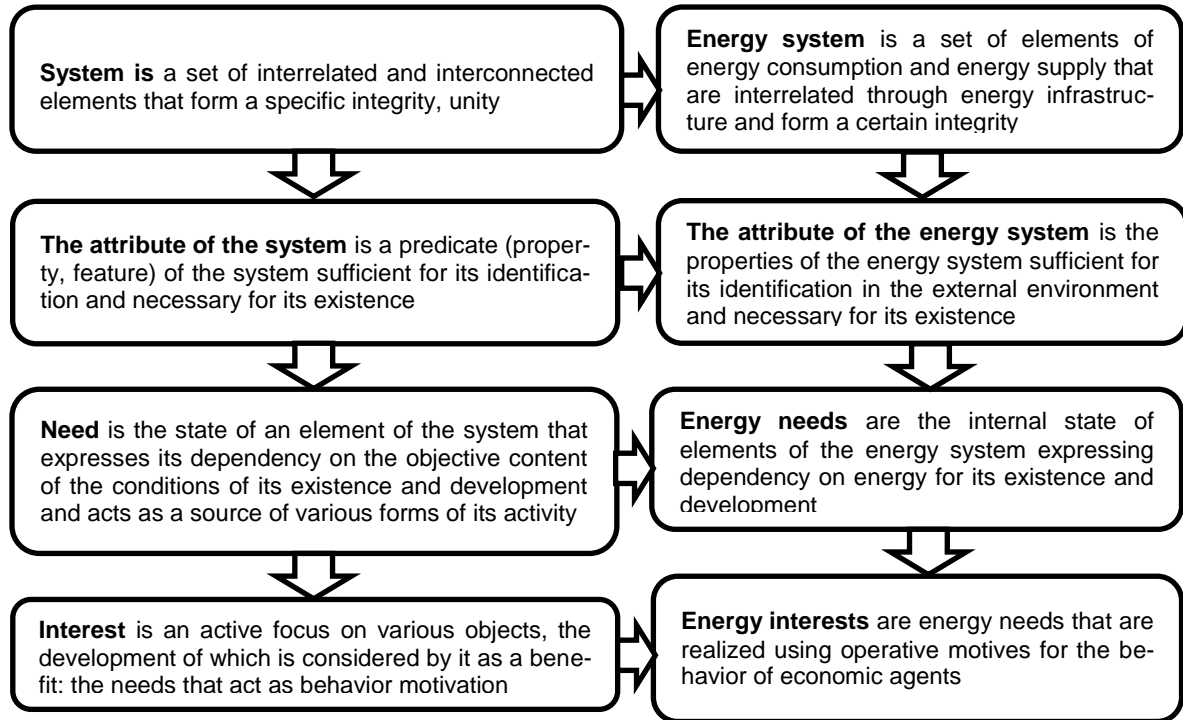 System is a set of interrelated and interconnected
elements that form a specific integrity, unity
Energy system is a set of elements of
energy consumption and energy supply that
are interrelated through energy infrastruc-
ture and form a certain integrity
The attribute of the system is a predicate (proper-
ty, feature) of the system sufficient for its identifica-
tion and necessary for its existence
The attribute of the energy system is the
properties of the energy system sufficient for
its identification in the external environment
and necessary for its existence
Need is the state of an element of the system that
expresses its dependency on the objective content
of the conditions of its existence and development
and acts as a source of various forms of its activity
Energy needs are the internal state of
elements of the energy system expressing
dependency on energy for its existence and
development
Interest is an active focus on various objects, the
development of which is considered by it as a bene-
fit: the needs that act as behavior motivation
Energy interests are energy needs that are
realized using operative motives for the be-
havior of economic agents